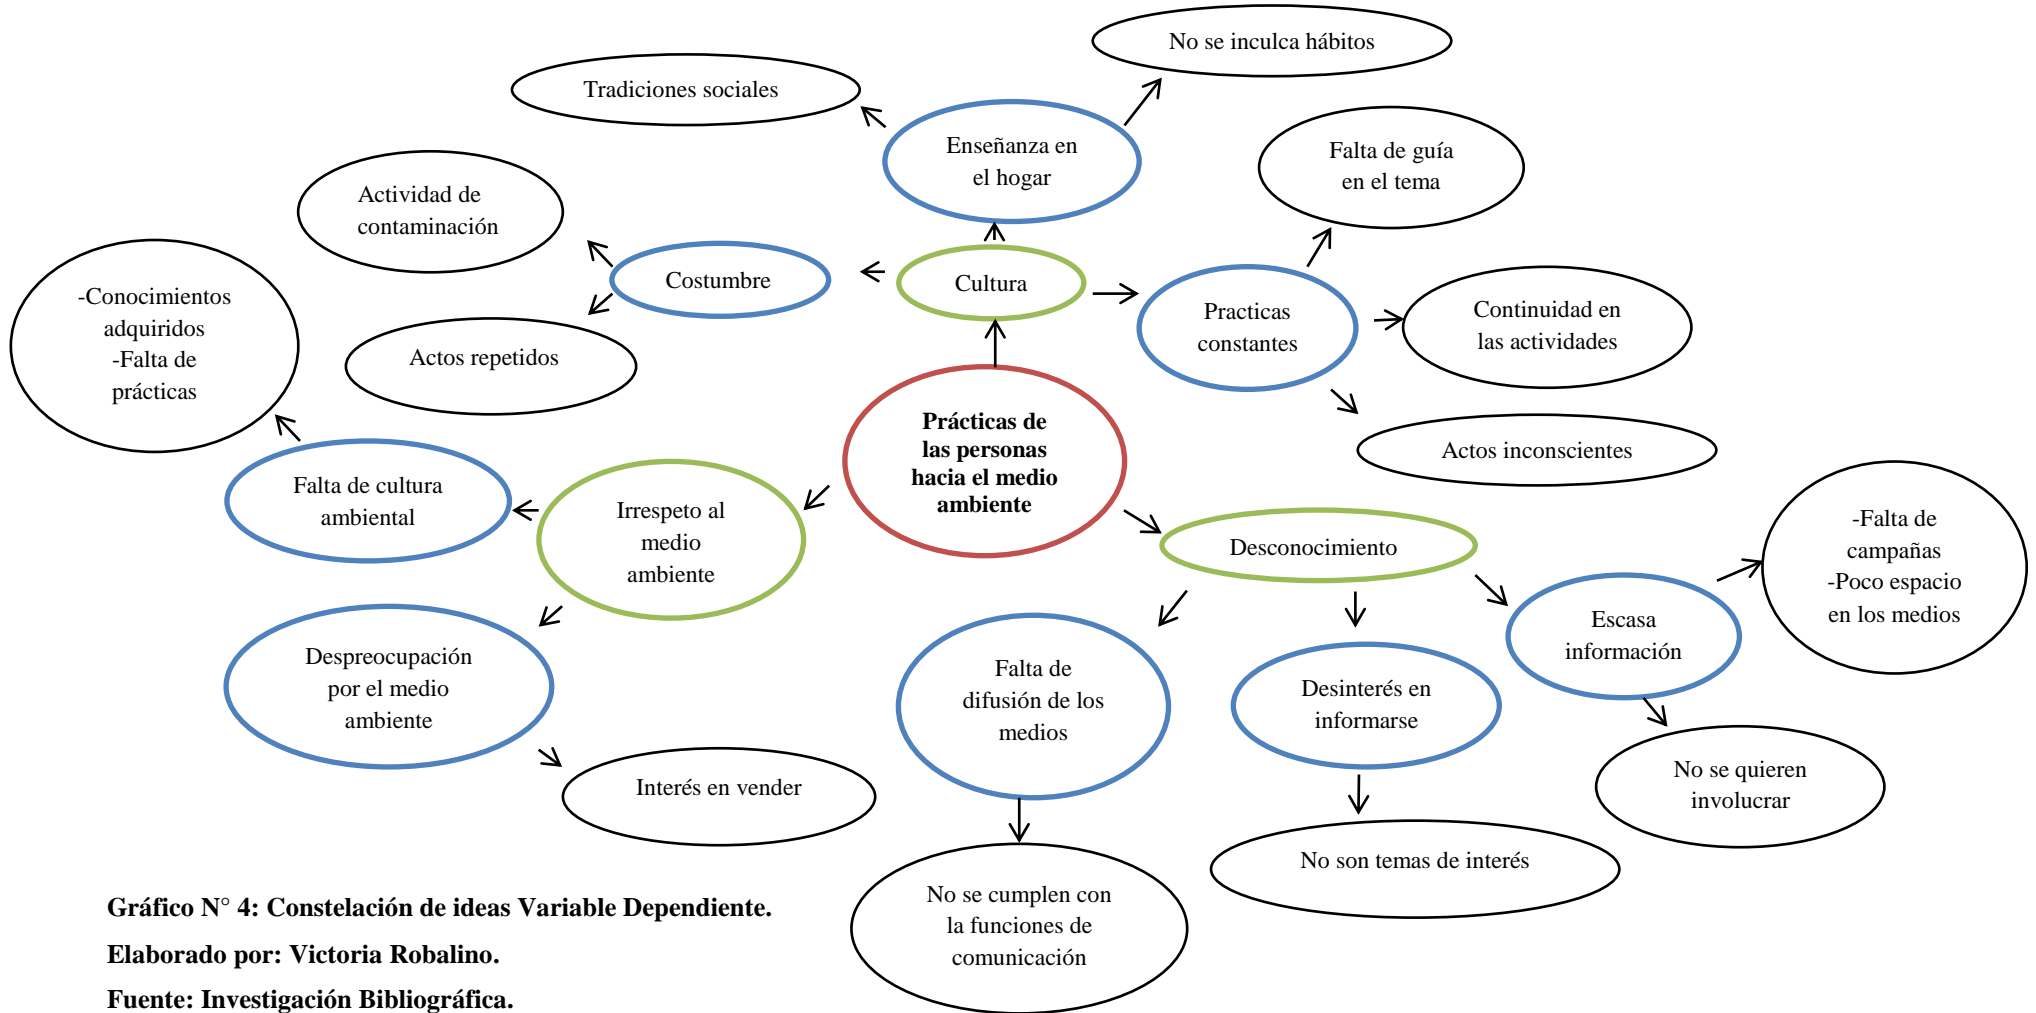 No se inculca hábitos
Tradiciones sociales
Enseñanza en
el hogar
Falta de guía
en el tema
Actividad de
contaminación
Costumbre
Cultura
-Conocimientos
adquiridos
-Falta de
prácticas
Practicas
constantes
Continuidad en
las actividades
Actos repetidos
Prácticas de
las personas
hacia el medio
ambiente
Actos inconscientes
Falta de cultura
ambiental
Irrespeto al
medio
ambiente
Desconocimiento
-Falta de
campañas
-Poco espacio
en los medios
Escasa
información
Despreocupación
por el medio
ambiente
Falta de
difusión de los
medios
Desinterés en
informarse
No se quieren
involucrar
Interés en vender
No son temas de interés
No se cumplen con
la funciones de
comunicación
Gráfico N° 4: Constelación de ideas Variable Dependiente.
Elaborado por: Victoria Robalino.
Fuente: Investigación Bibliográfica.